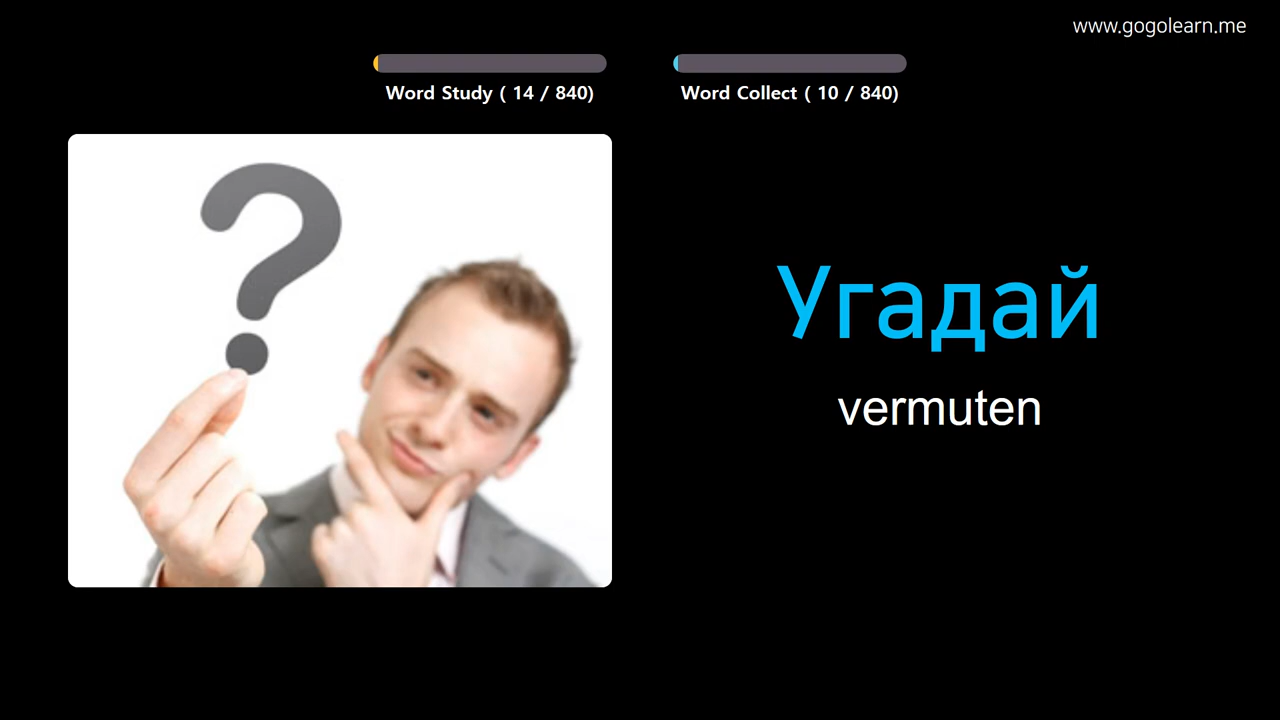 www.gogolearn.me
Word Study ( 14 / 840)
Word Collect ( 10 / 840)
?
Угадай
vermuten